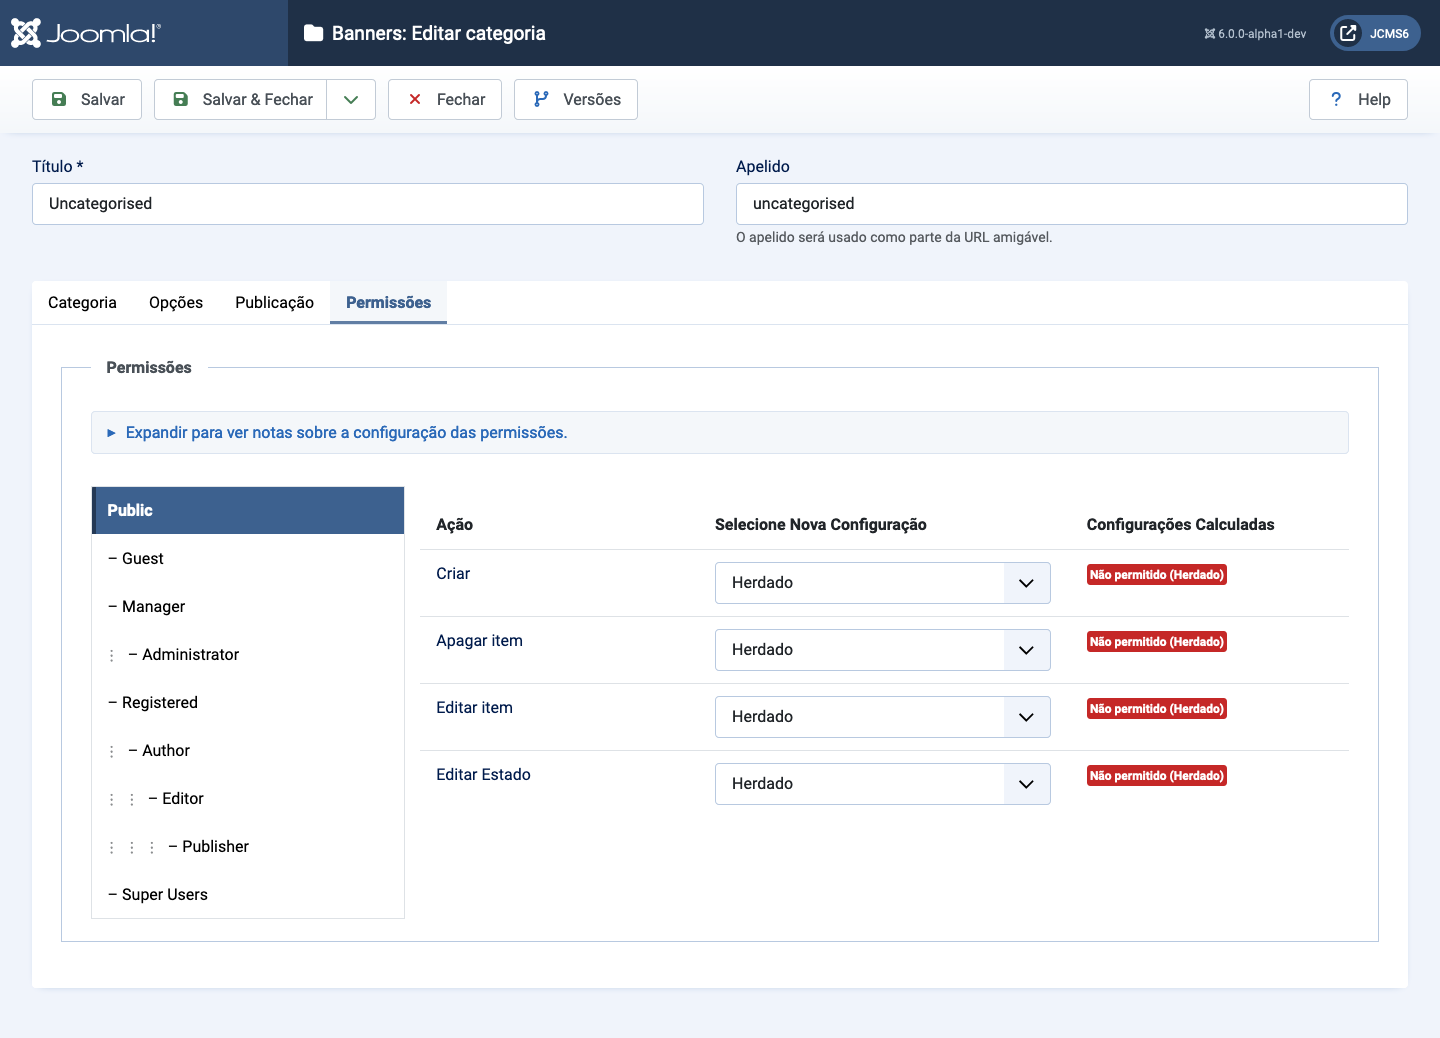 Joomla!®
Banners: Editar categoria
6.0.0-alpha1-dev
JCMS6
Salvar
Salvar & Fechar
Fechar
Versões
? Help
Título *
Apelido
Uncategorised
uncategorised
O apelido será usado como parte da URL amigável.
Categoria
Opções
Publicação
Permissões
Permissões
Expandir para ver notas sobre a configuração das permissões.
Public
– Guest
– Manager
– Administrator
– Registered
– Author
– Editor
– Publisher
– Super Users
Ação
Selecione Nova Configuração
Configurações Calculadas
Criar
Herdado
Não permitido (Herdado)
Apagar item
Herdado
Não permitido (Herdado)
Editar item
Herdado
Não permitido (Herdado)
Editar Estado
Herdado
Não permitido (Herdado)